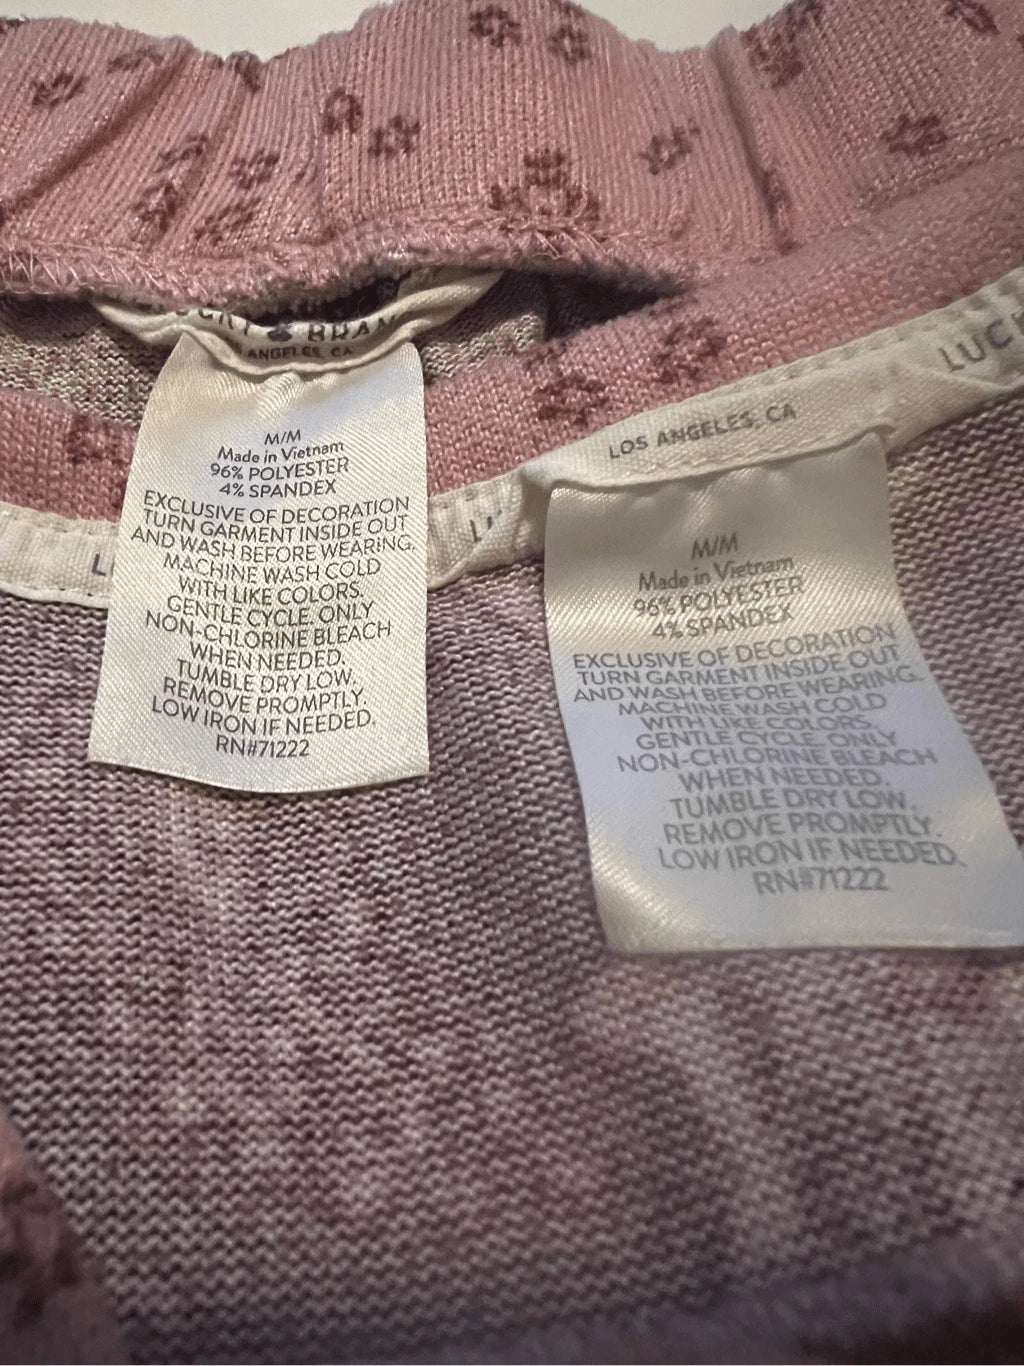 BRAN
ANGELES, CA
M/M
Made in Vietnam
96% POLYESTER
4% SPANDEX
EXCLUSIVE OF DECORATION
TURN GARMENT INSIDE OUT
AND WASH BEFORE WEARING.
MACHINE WASH COLD
WITH LIKE COLORS.
GENTLE CYCLE. ONLY
NON-CHLORINE BLEACH
WHEN NEEDED.
TUMBLE DRY LOW.
REMOVE PROMPTLY.
LOW IRON IF NEEDED.
RN#71222
LUC
LOS ANGELES, CA
M/M
Made in Vietnam
96% POLYESTER
4% SPANDEX
EXCLUSIVE OF DECORATION
TURN GARMENT INSIDE OUT
AND WASH BEFORE WEARING.
MACHINE WASH COLD
WITH LIKE COLORS.
GENTLE CYCLE. ONLY
NON-CHLORINE BLEACH
WHEN NEEDED.
TUMBLE DRY LOW.
REMOVE PROMPTLY.
LOW IRON IF NEEDED.
RN#71222